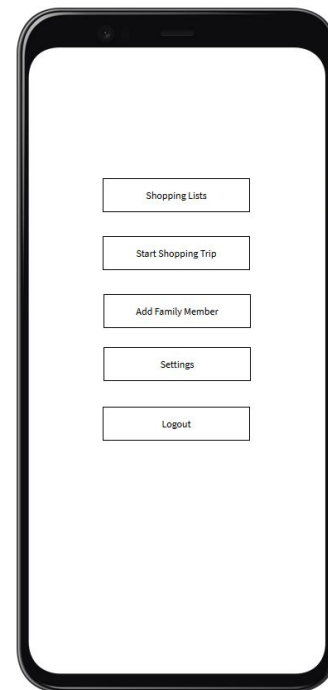 Shopping Lists
Start Shopping Trip
Add Family Member
Settings
Logout